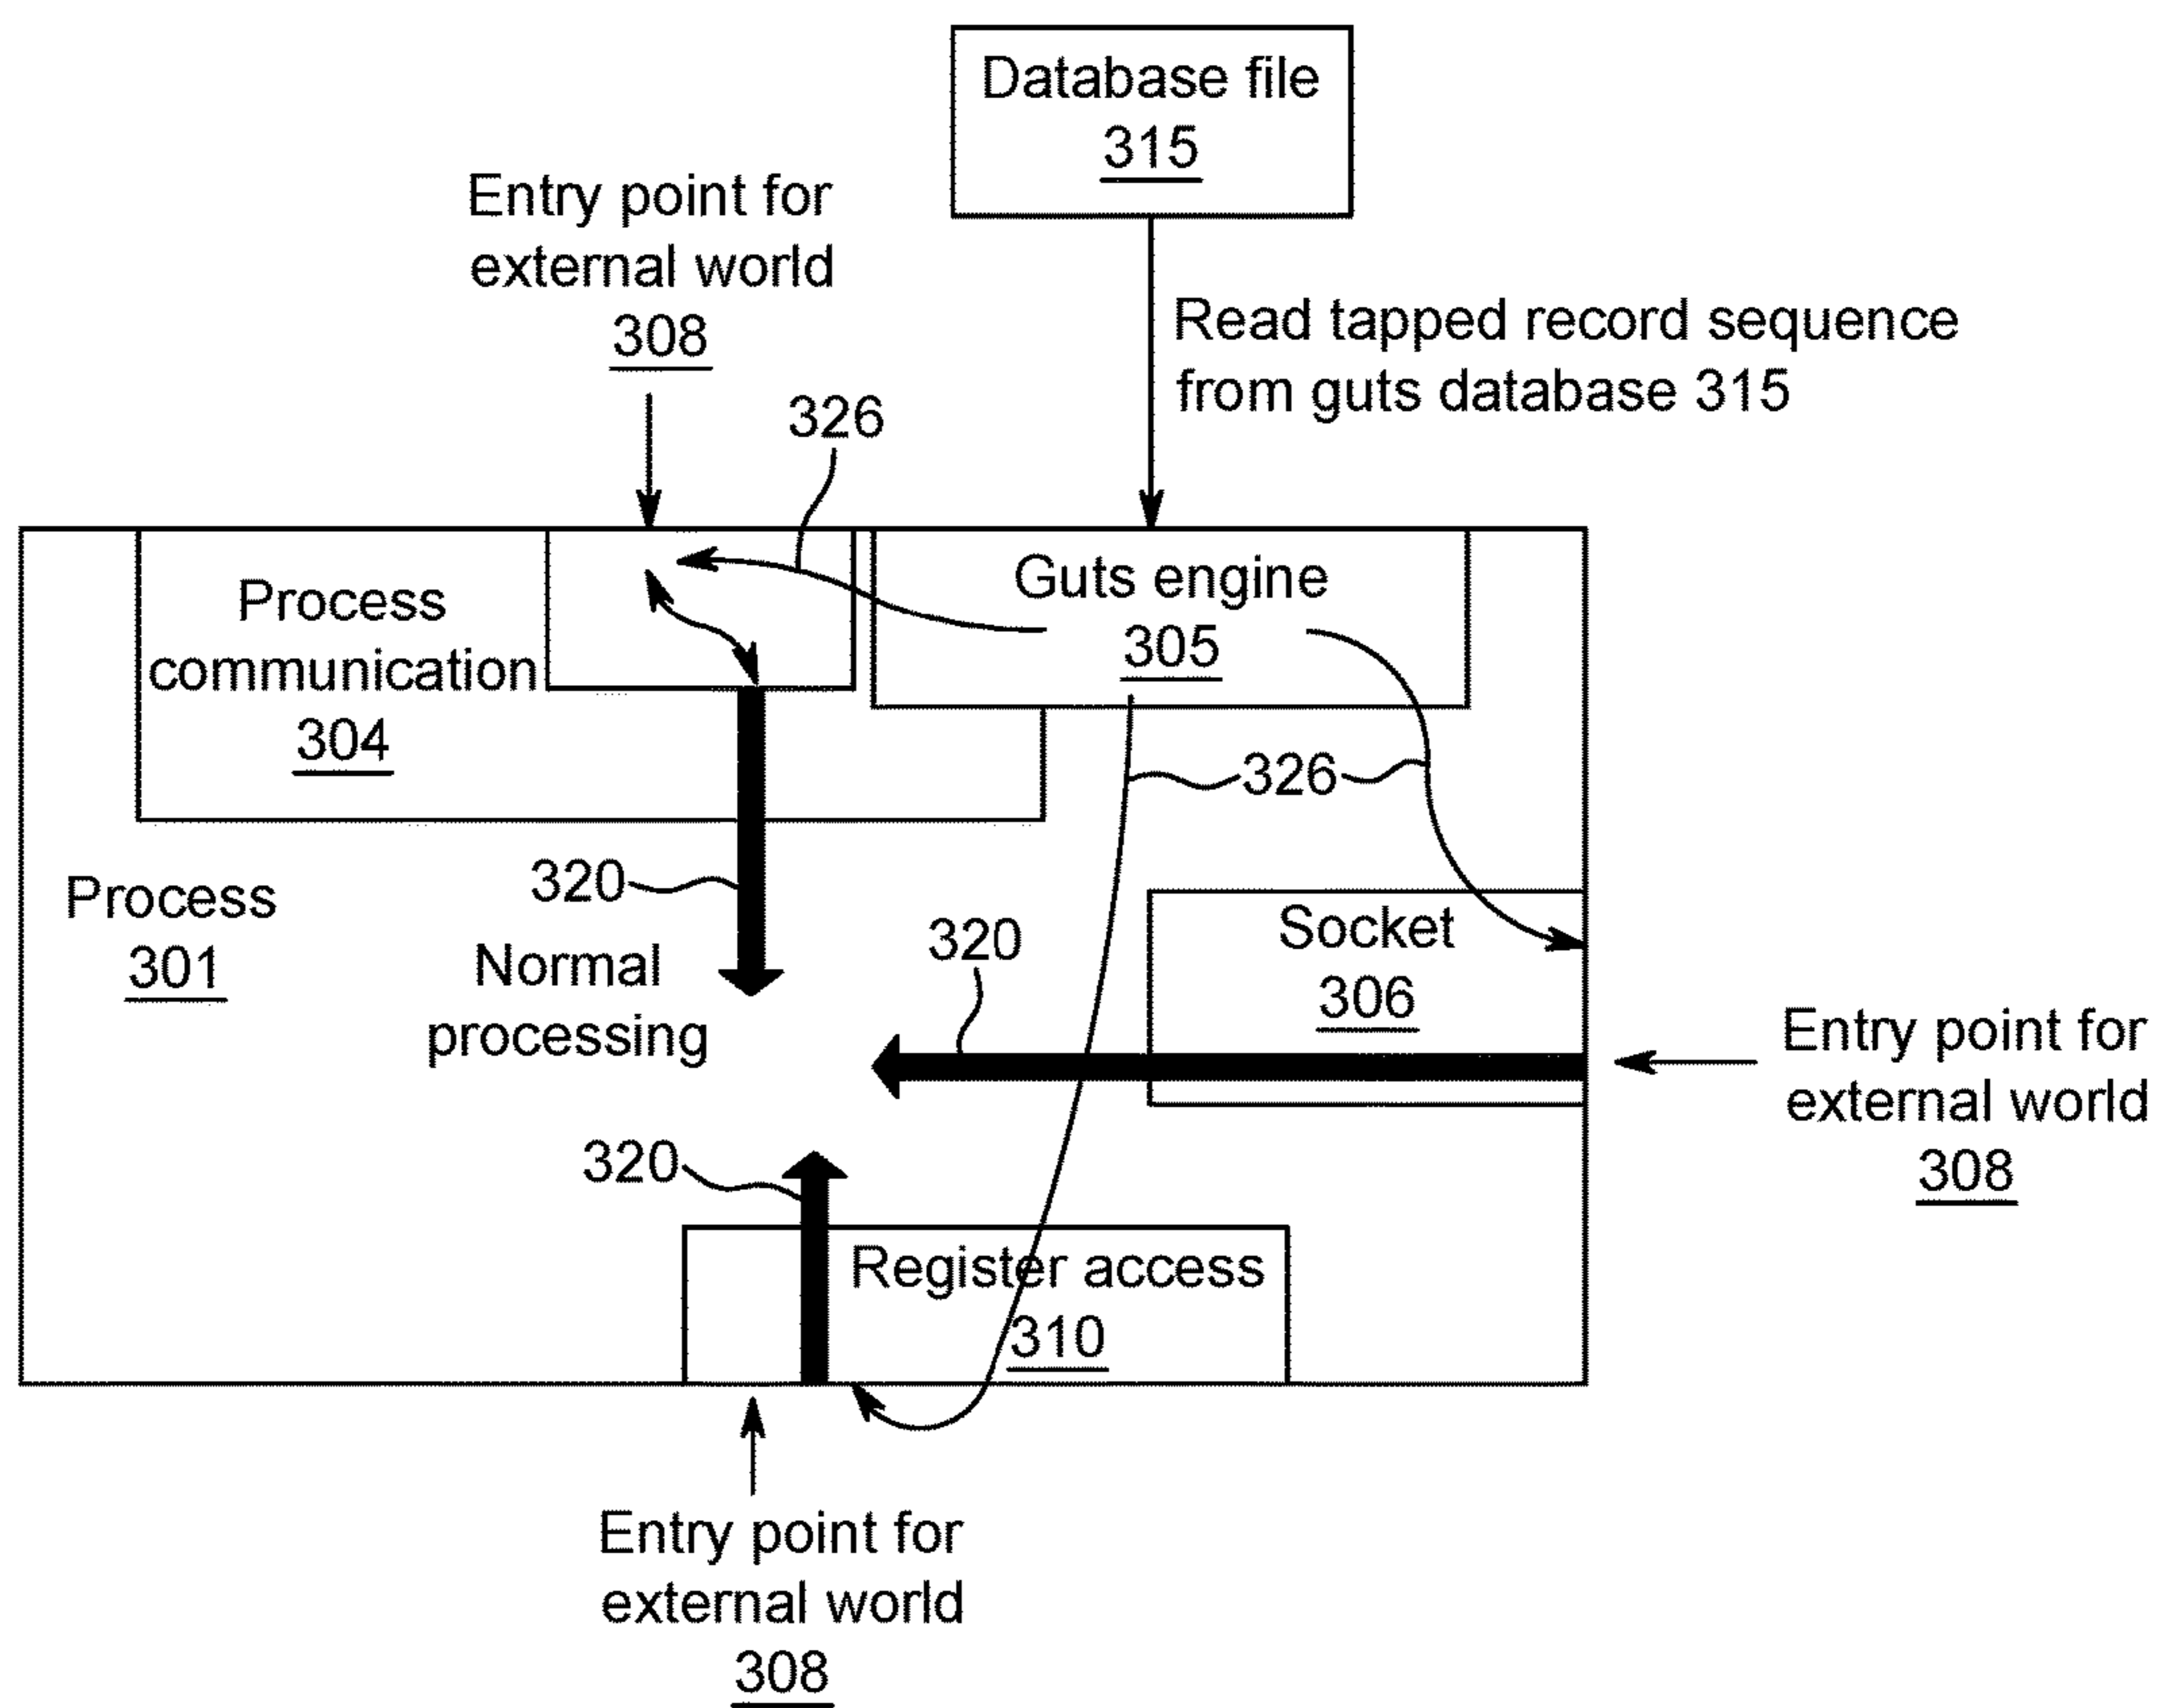 Database file
315
Entry point for
external world
308
Read tapped record sequence
from guts database 315
326
Process
communication
304
Guts engine
305
326
320
Process
301
Normal
processing
320
Socket
306
Entry point for
external world
308
320
Register access
310
Entry point for
external world
308